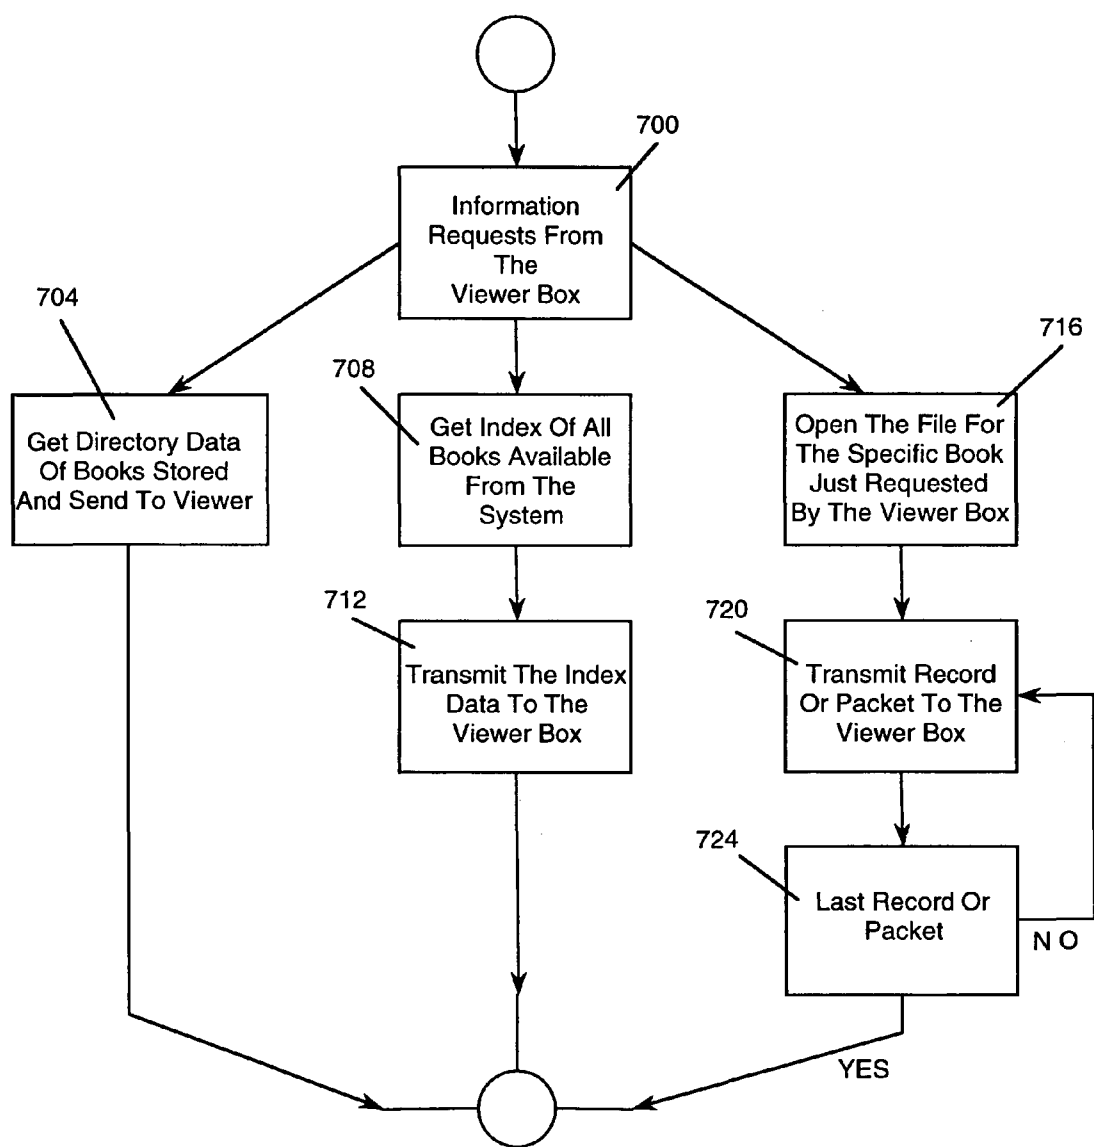 700
Information
Requests From
The
Viewer Box
704
Get Directory Data
Of Books Stored
And Send To Viewer
708
Get Index Of All
Books Available
From The
System
716
Open The File For
The Specific Book
Just Requested
By The Viewer Box
712
Transmit The Index
Data To The
Viewer Box
720
Transmit Record
Or Packet To The
Viewer Box
724
Last Record Or
Packet
N O
YES